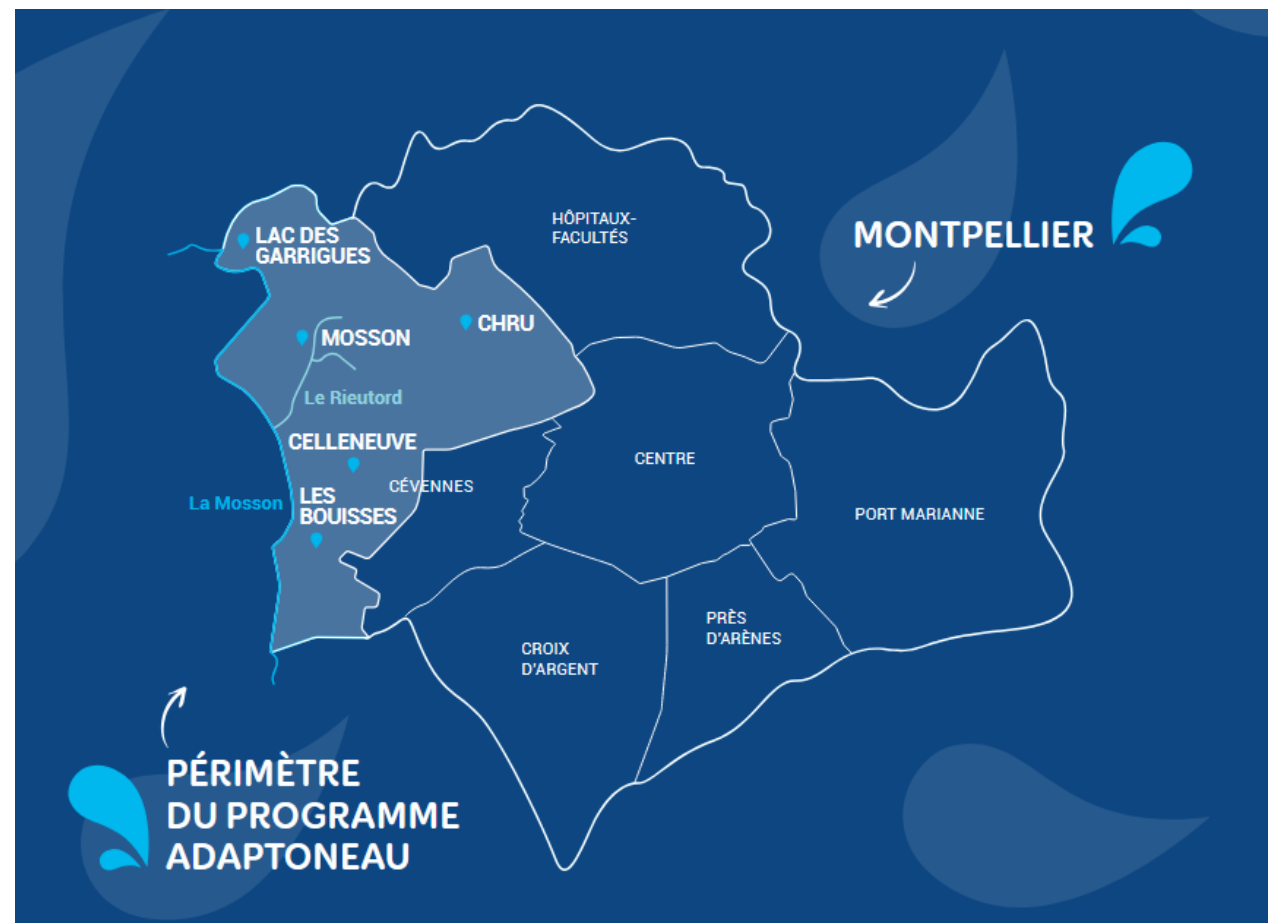 HÔPITAUX-
FACULTÉS
MONTPELLIER
LAC DES
GARRIGUES
MOSSON
CHRU
Le Rieutord
CELLENEUVE
CENTRE
CÉVENNES
La Mosson
LES
BOUISSES
PORT MARIANNE
PRÈS
D'ARÈNES
CROIX
D'ARGENT
PÉRIMÈTRE
DU PROGRAMME
ADAPTONEAU